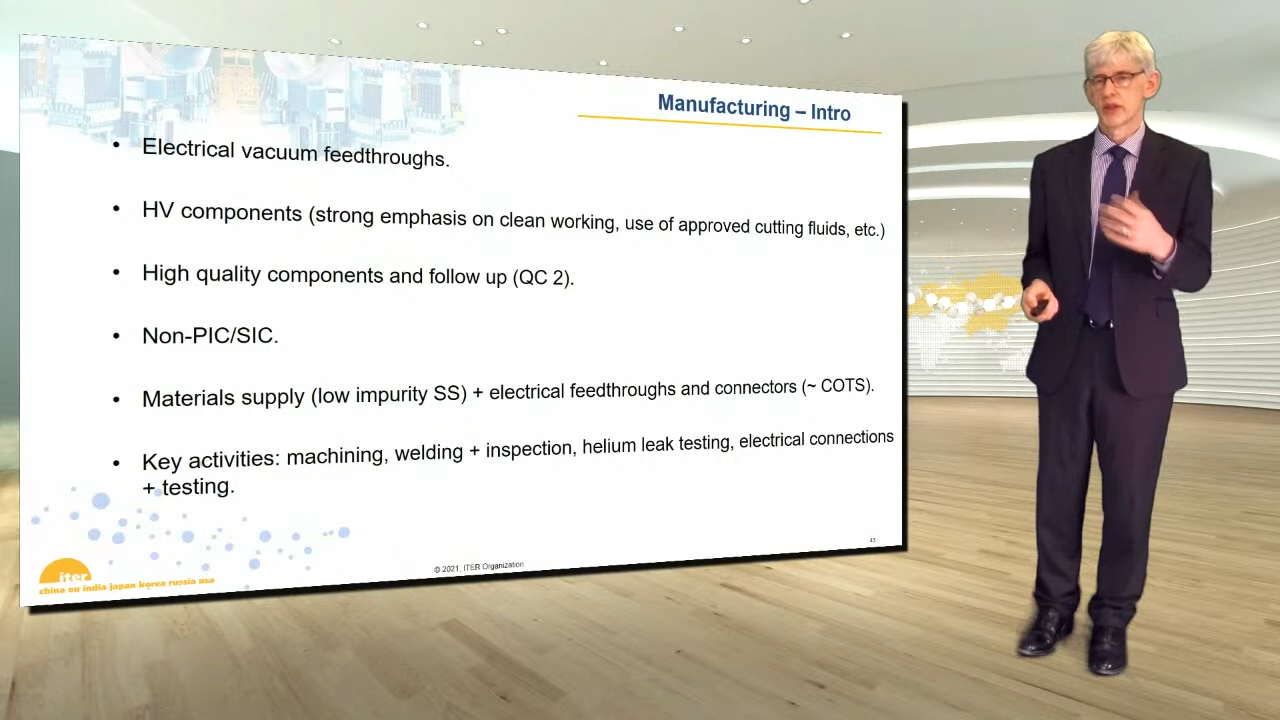 Manufacturing – Intro
• Electrical vacuum feedthroughs.
• HV components (strong emphasis on clean working, use of approved cutting fluids, etc.)
• High quality components and follow up (QC 2).
• Non-PIC/SIC.
• Materials supply (low impurity SS) + electrical feedthroughs and connectors (~ COTS).
• Key activities: machining, welding + inspection, helium leak testing, electrical connections
+ testing.
43
© 2021, ITER Organization
iter
china eu india japan korea russia usa